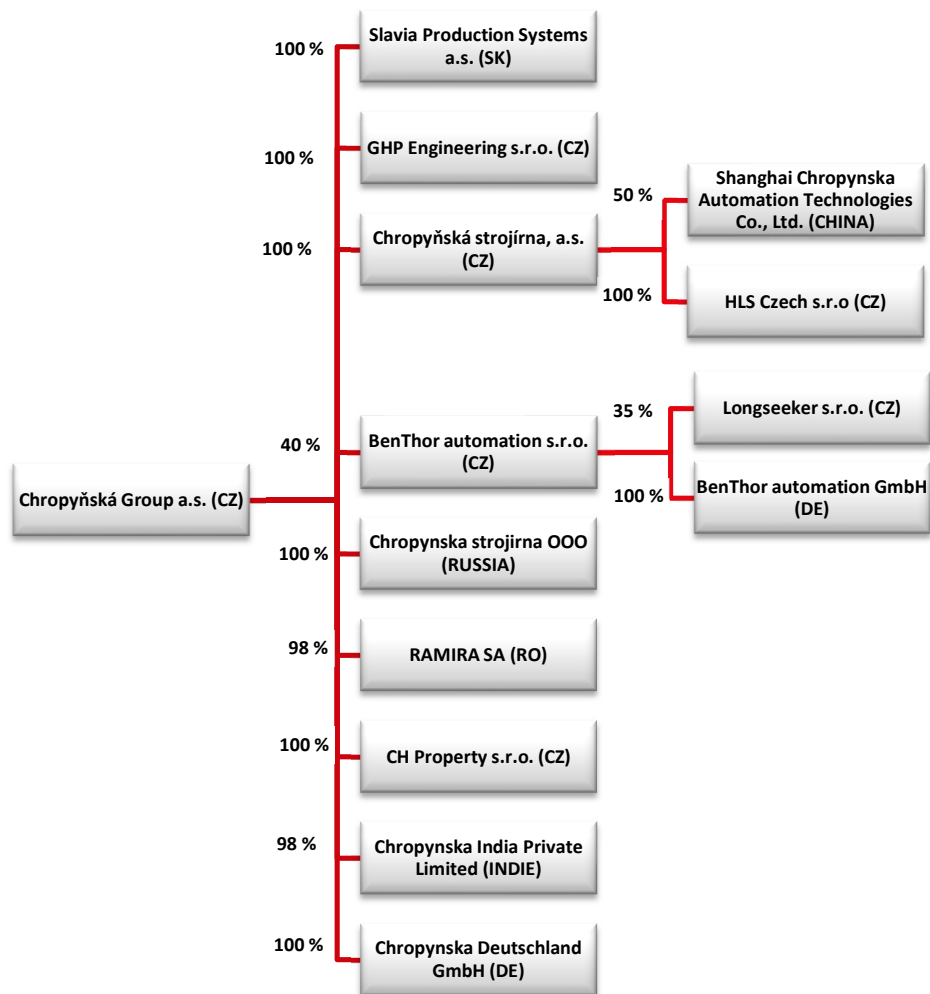 100 %
Slavia Production Systems
a.s. (SK)
100 %
GHP Engineering s.r.o. (CZ)
100 %
Chropyňská strojírna, a.s.
(CZ)
50 %
Shanghai Chropynska
Automation Technologies
Co., Ltd. (CHINA)
100 %
HLS Czech s.r.o (CZ)
Chropyňská Group a.s. (CZ)
40 %
BenThor automation s.r.o.
(CZ)
35 %
Longseeker s.r.o. (CZ)
100 %
BenThor automation GmbH
(DE)
100 %
Chropynska strojirna OOO
(RUSSIA)
98 %
RAMIRA SA (RO)
100 %
CH Property s.r.o. (CZ)
98 %
Chropynska India Private
Limited (INDIE)
100 %
Chropynska Deutschland
GmbH (DE)